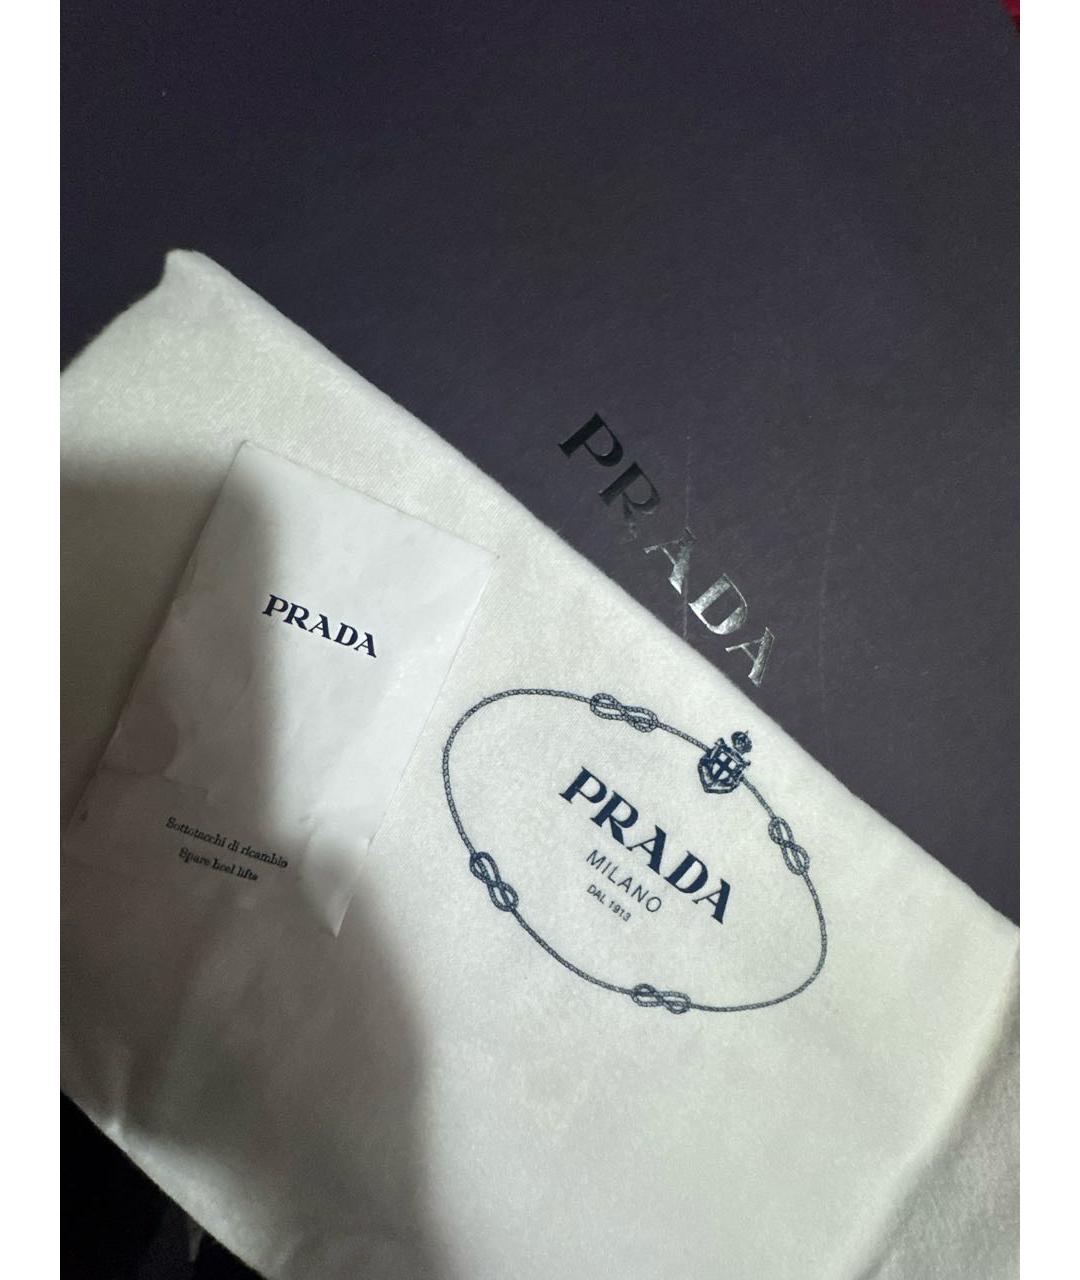 PRADA
PRADA
Sottotacchi di ricambio
Spare heel lifts
PRADA
MILANO
DAL 1913